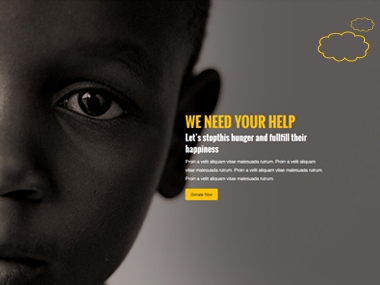 WE NEED YOUR HELP
Let's stopthis hunger and fullfill their
happiness
Proin a velit aliquam vitae malesuada rutrum. Proin a velit aliquam
vitae malesuada rutrum. Proin a velit aliquam vitae malesuada rutrum.
Proin a velit aliquam vitae malesuada rutrum
Donate Now